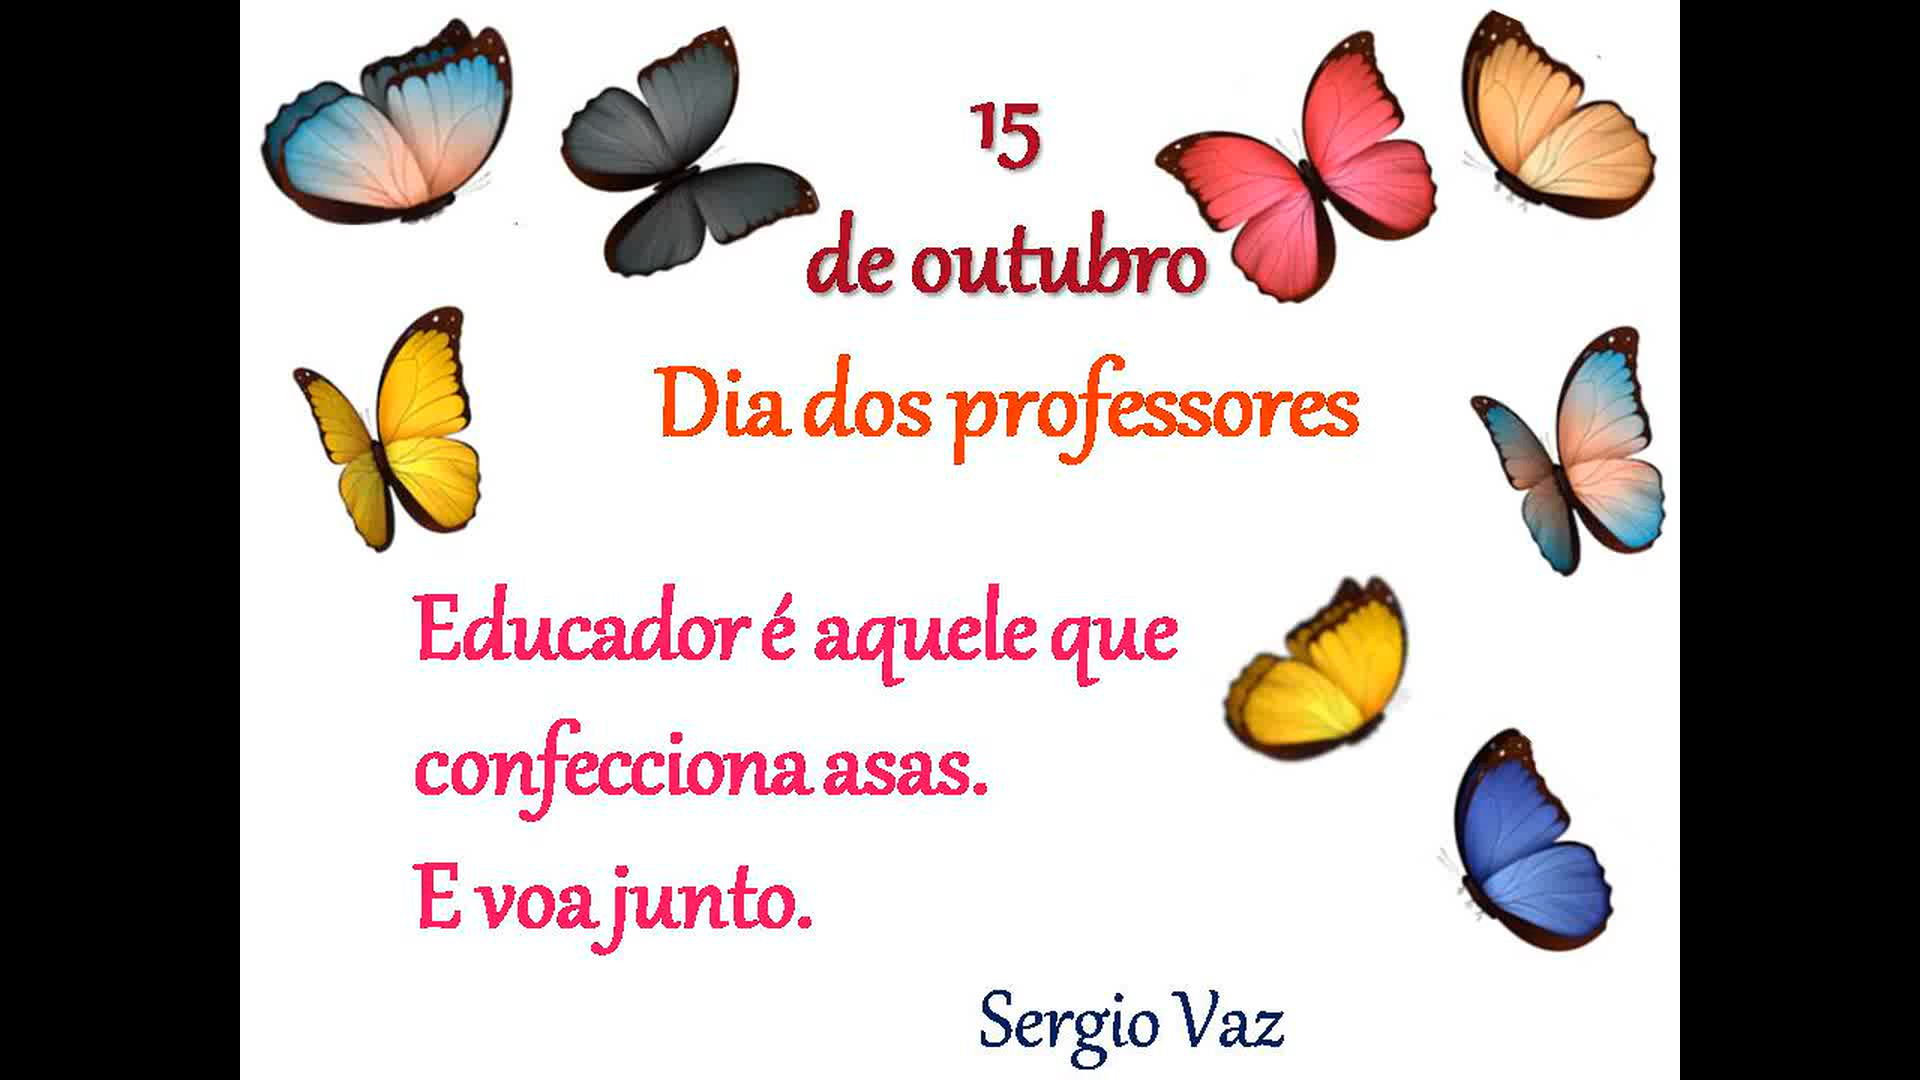 15
de outubro
Dia dos professores
Educador é aquele que
confecciona asas.
E voa junto.
Sergio Vaz